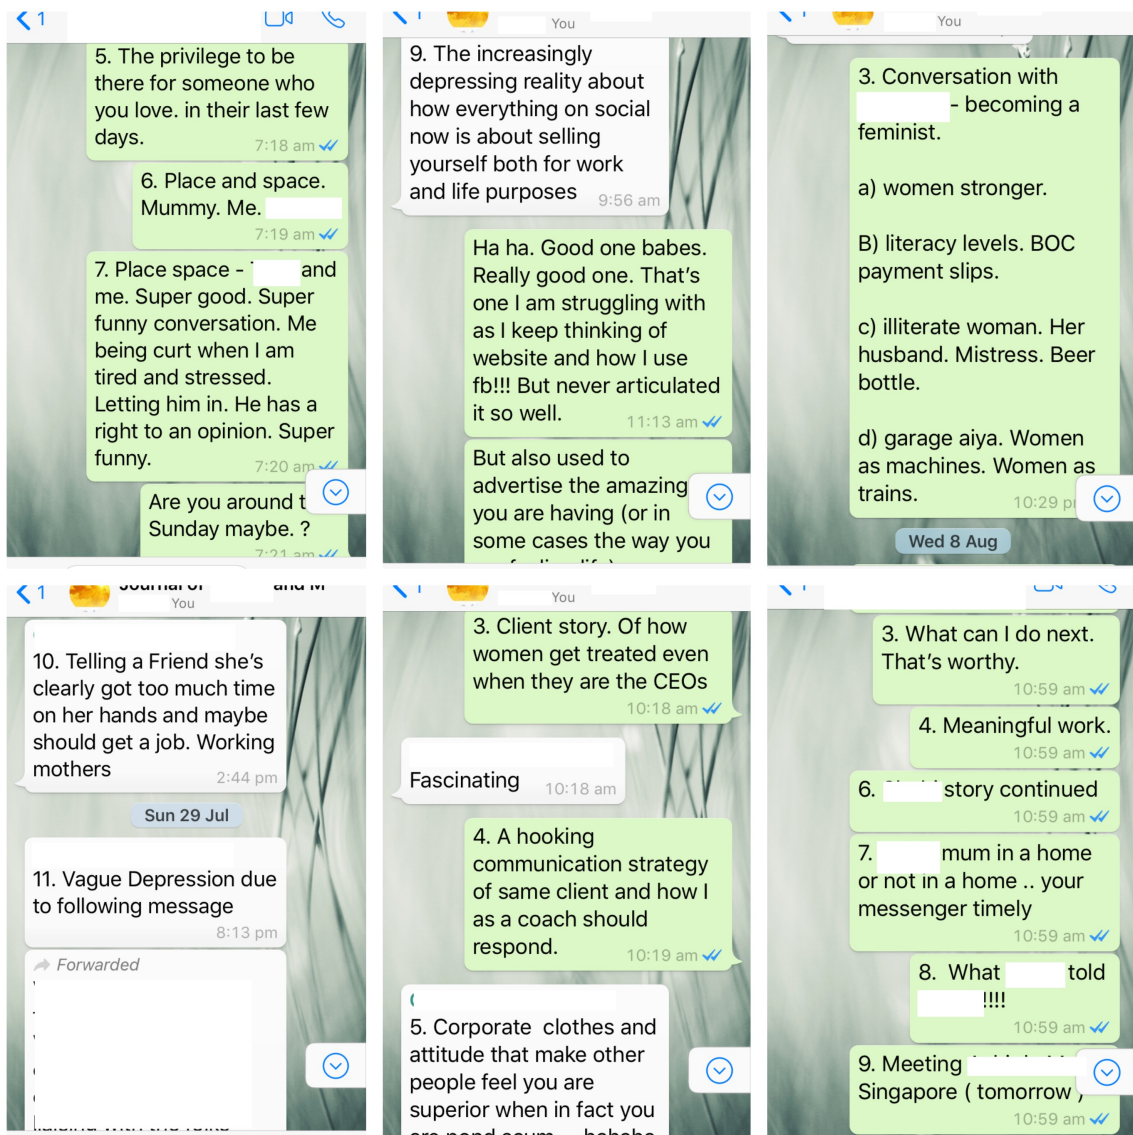 1
5. The privilege to be
there for someone who
you love. in their last few
days.
7:18 am
6. Place and space.
Mummy. Me.
7:19 am
7. Place space - and
me. Super good. Super
funny conversation. Me
being curt when I am
tired and stressed.
Letting him in. He has a
right to an opinion. Super
funny.
7:20 am
Are you around t
Sunday maybe. ?
7:21 am
1
You
9. The increasingly
depressing reality about
how everything on social
now is about selling
yourself both for work
and life purposes
9:56 am
Ha ha. Good one babes.
Really good one. That's
one I am struggling with
as I keep thinking of
website and how I use
fb!!! But never articulated
it so well.
11:13 am
But also used to
advertise the amazing
you are having (or in
some cases the way you
You
3. Conversation with
- becoming a
feminist.
a) women stronger.
B) literacy levels. BOC
payment slips.
c) illiterate woman. Her
husband. Mistress. Beer
bottle.
d) garage aiya. Women
as machines. Women as
trains.
10:29 p
Wed 8 Aug
1
Journal of and M
You
10. Telling a Friend she's
clearly got too much time
on her hands and maybe
should get a job. Working
mothers
2:44 pm
Sun 29 Jul
11. Vague Depression due
to following message
8:13 pm
Forwarded
You
3. Client story. Of how
women get treated even
when they are the CEOs
10:18 am
Fascinating
10:18 am
4. A hooking
communication strategy
of same client and how I
as a coach should
respond.
10:19 am
5. Corporate clothes and
attitude that make other
people feel you are
superior when in fact you
are pond scum
3. What can I do next.
That's worthy.
10:59 am
4. Meaningful work.
10:59 am
6. story continued
10:59 am
7. mum in a home
or not in a home .. your
messenger timely
10:59 am
8. What told
!!!!
10:59 am
9. Meeting
Singapore ( tomorrow )
10:59 am